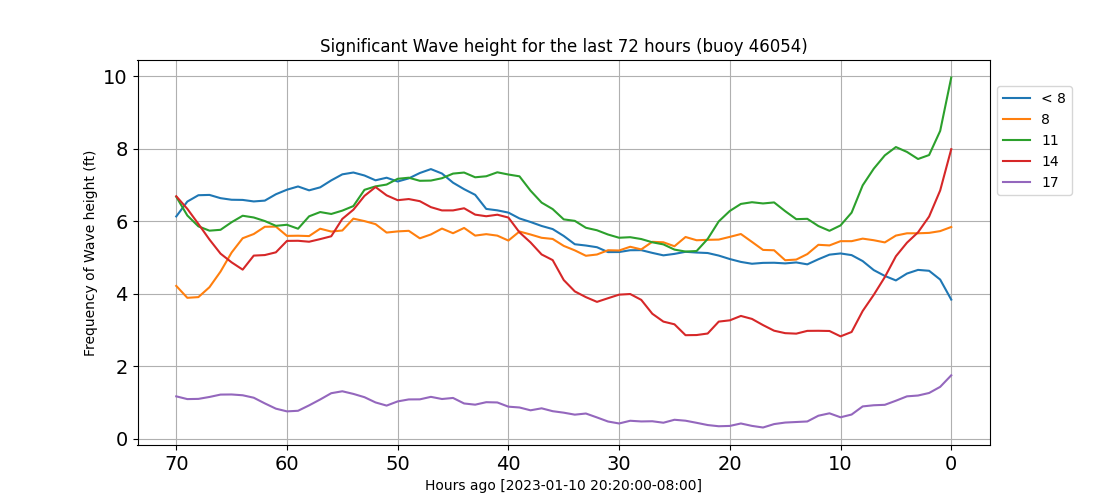 Significant Wave height for the last 72 hours (buoy 46054)
Frequency of Wave height (ft)
10
8
6
4
2
0
70 60 50 40 30 20 10 0
Hours ago [2023-01-10 20:20:00-08:00]
< 8
8
11
14
17